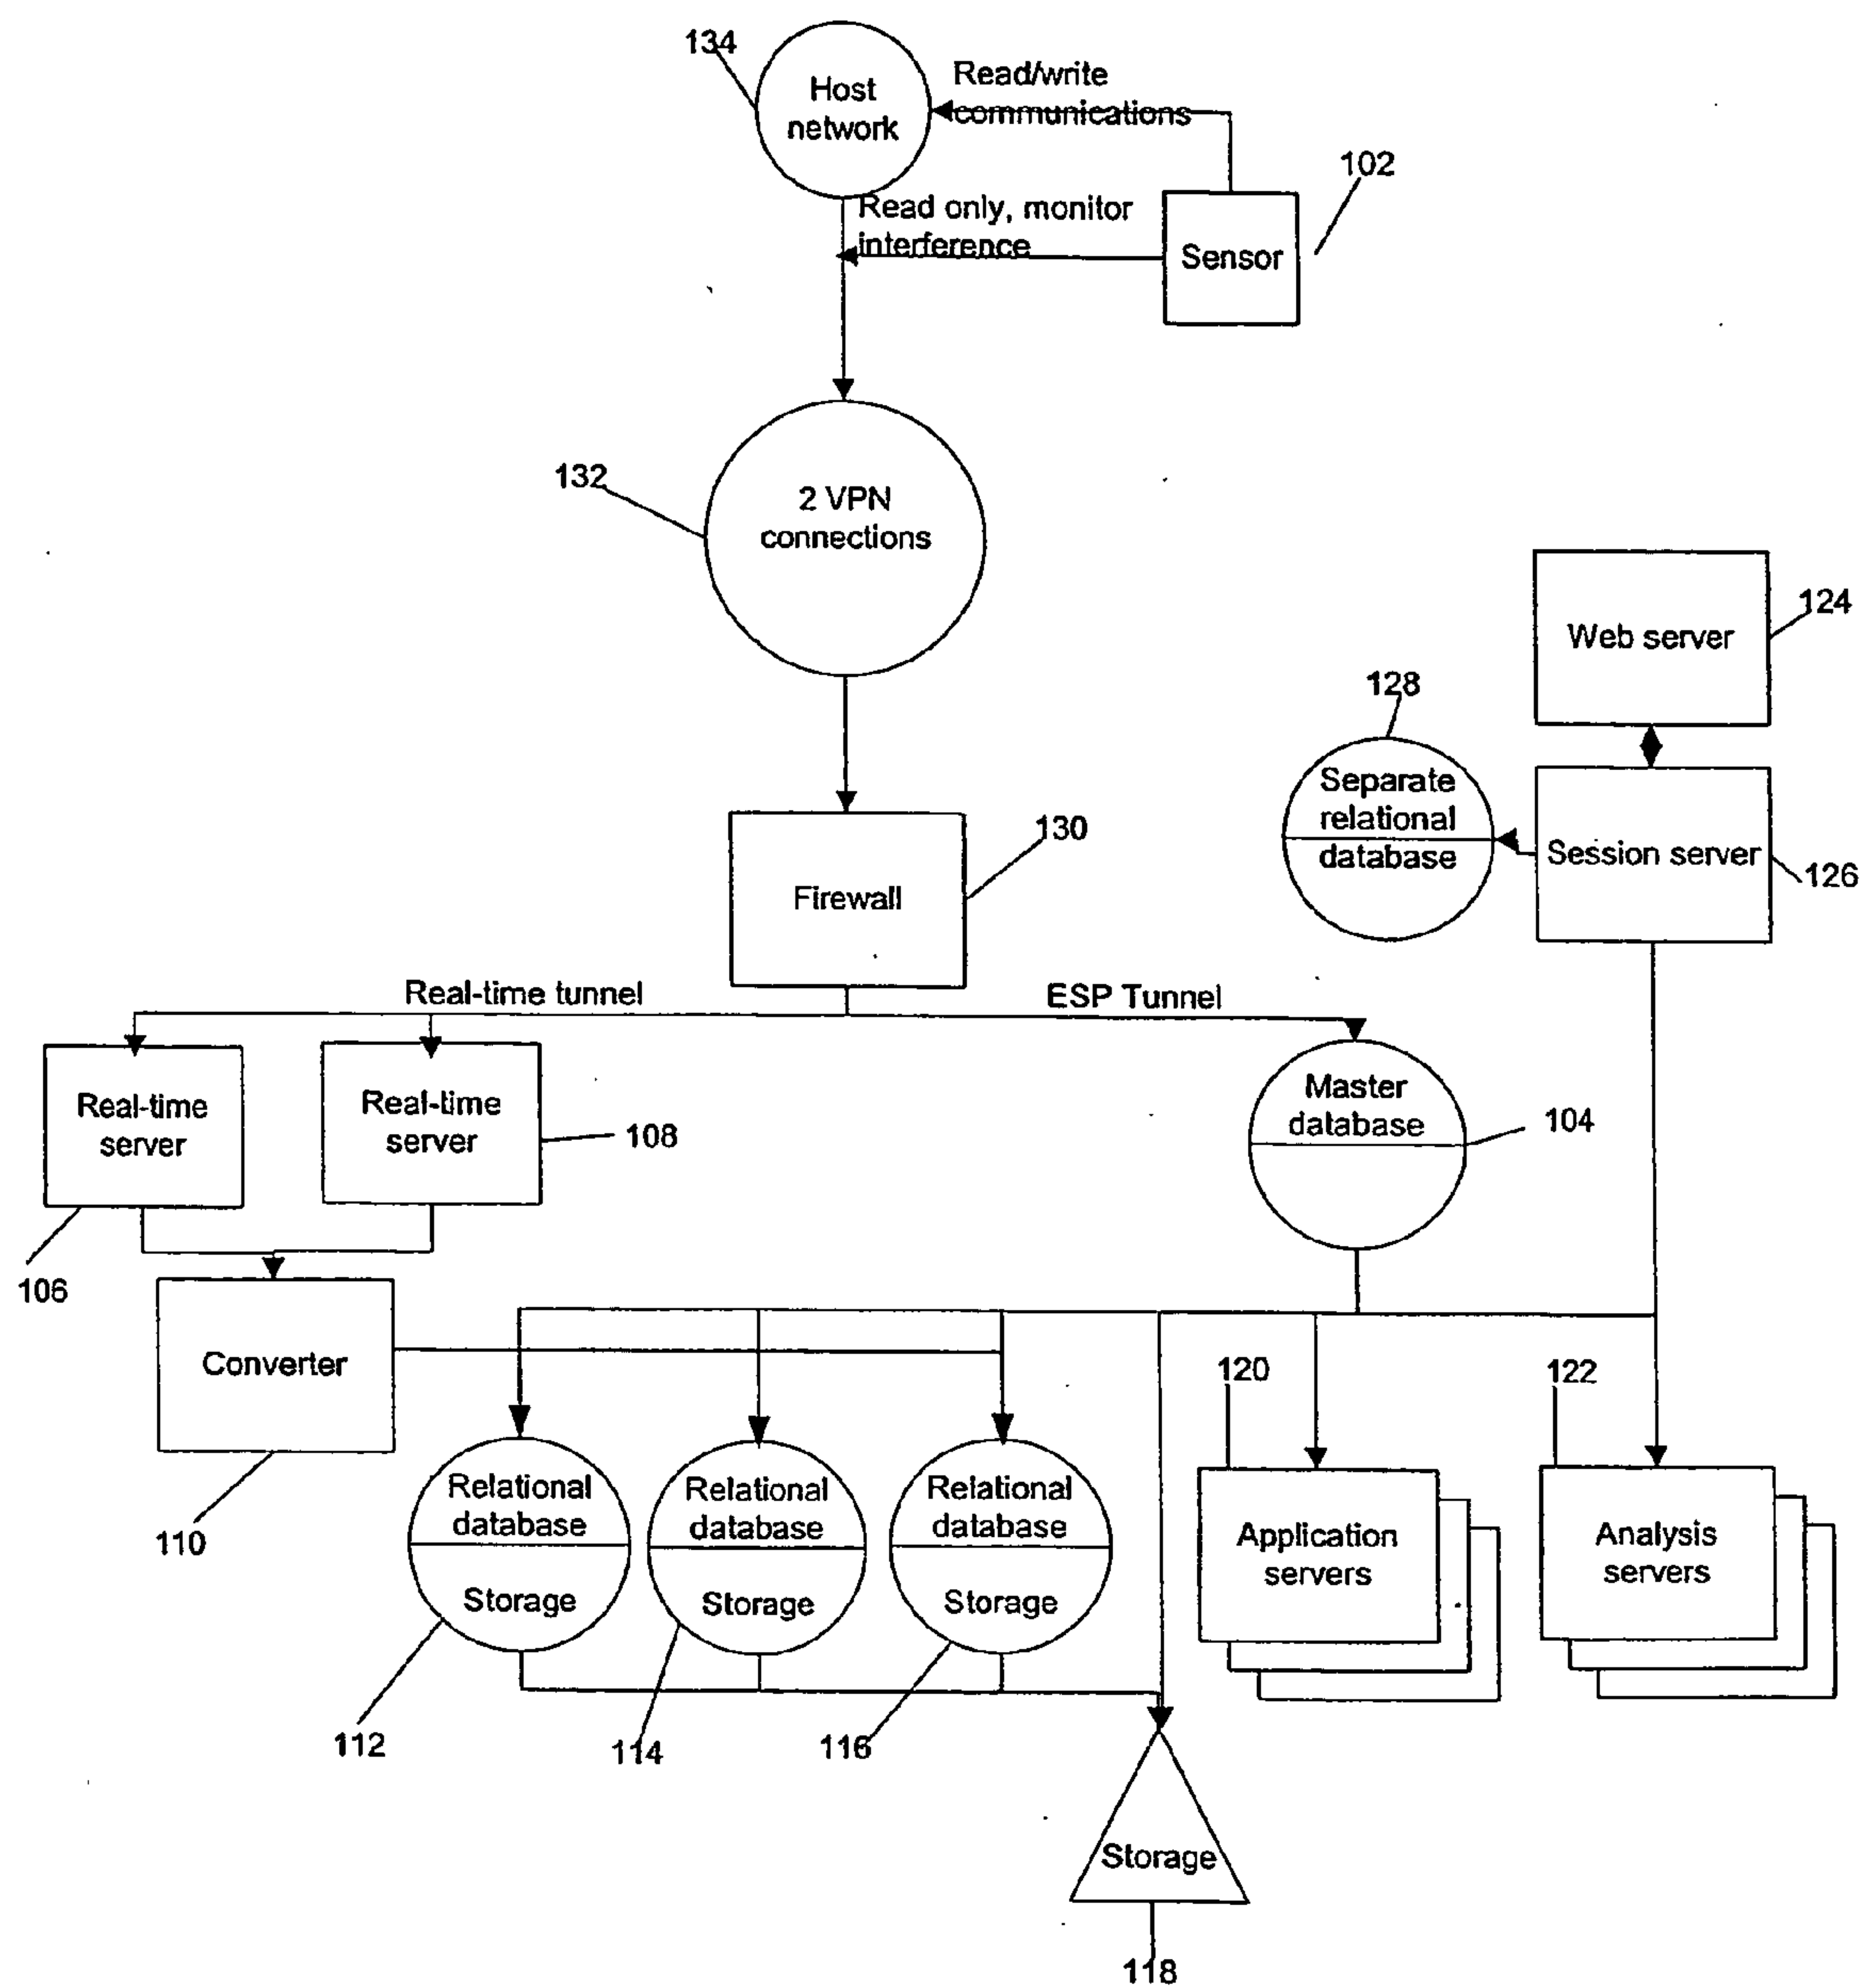 134
Host
network
Read/write
communications
102
Read only, monitor
interference
Sensor
132
2 VPN
connections
Web server
124
128
Separate
relational
database
Session server
126
130
Firewall
Real-time tunnel
ESP Tunnel
Real-time
server
Real-time
server
108
Master
database
104
106
Converter
110
120
122
Relational
database
Storage
Relational
database
Storage
Relational
database
Storage
Application
servers
Analysis
servers
112
114
116
Storage
118